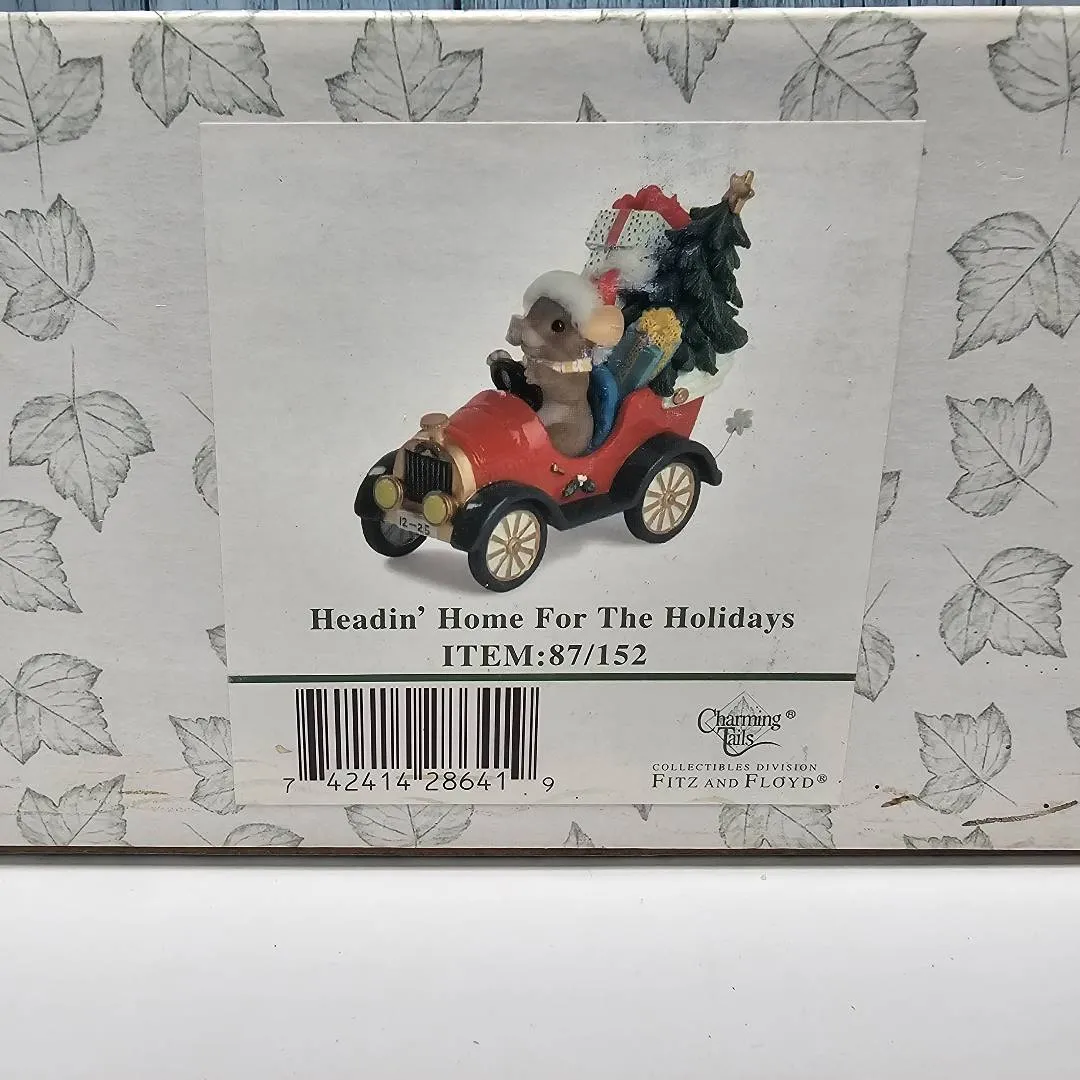 12-25
Headin' Home For The Holidays
ITEM:87/152
7 42414 28641 9
Charming ®
Tails
COLLECTIBLES DIVISION
FITZ AND FLOYD®